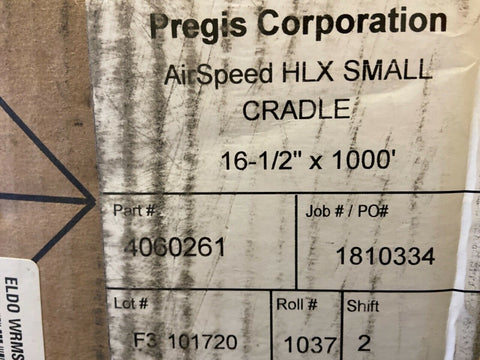 Pregis Corporation
AirSpeed HLX SMALL
CRADLE
16-1/2" x 1000'
Part #
Job # / PO#
4060261
1810334
Lot #
Roll #
Shift
F3 101720
1037
2
ELDO WRMS